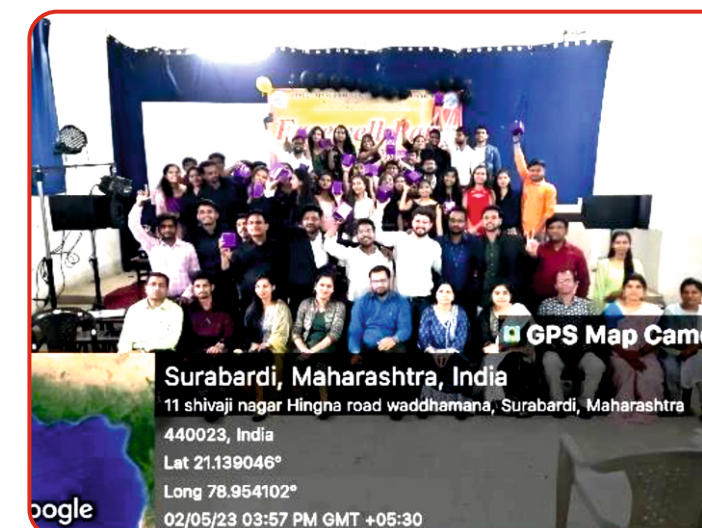 Farewell
GPS Map Came
Surabardi, Maharashtra, India
11 shivaji nagar Hingna road waddhamana, Surabardi, Maharashtra
440023, India
Lat 21.139046°
Long 78.954102°
02/05/23 03:57 PM GMT +05:30
oogle